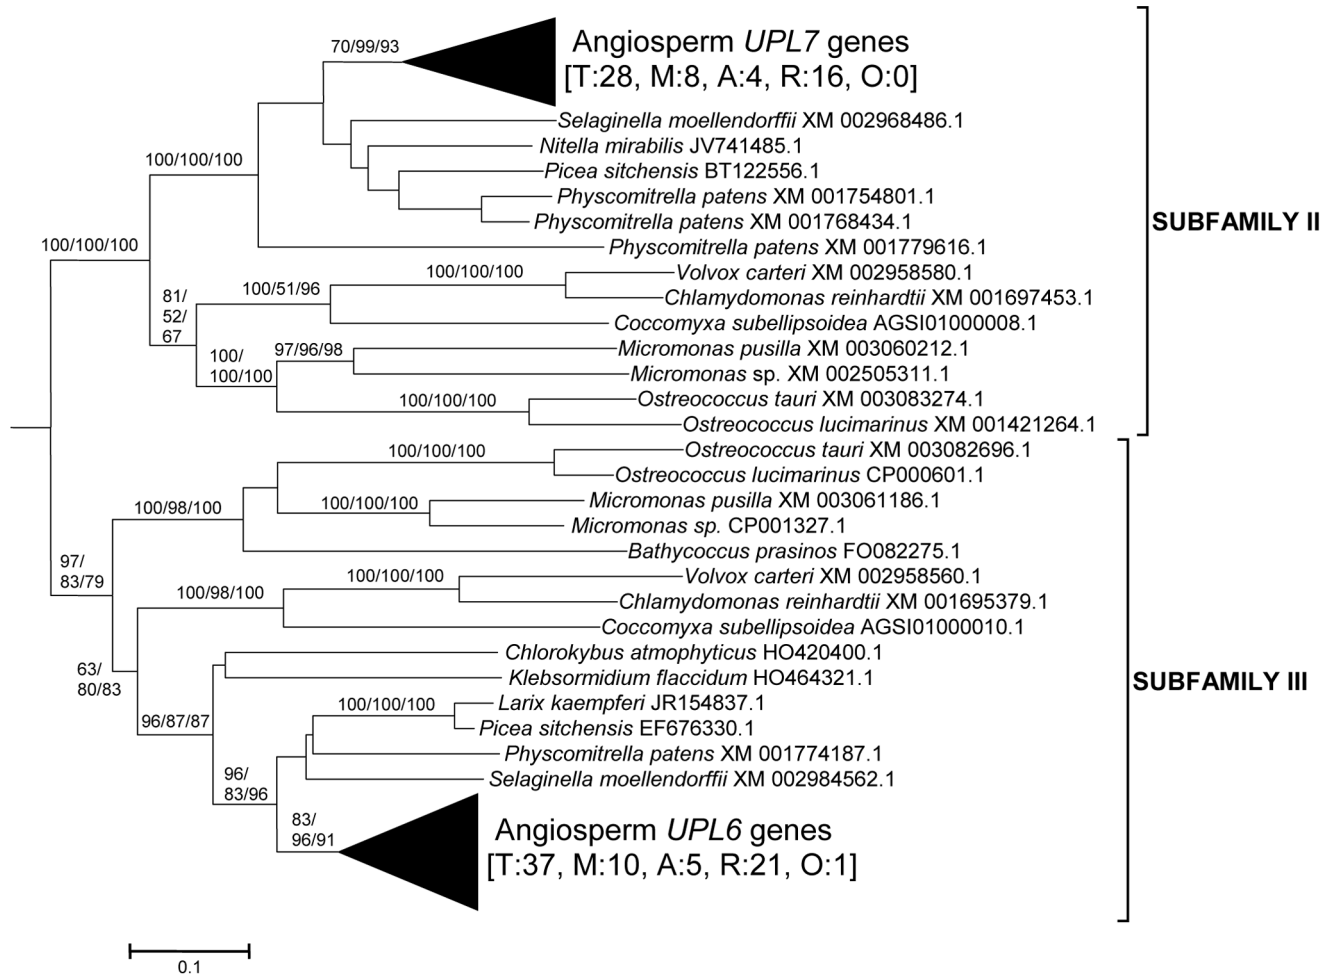 70/99/93
Angiosperm UPL7 genes
[T:28, M:8, A:4, R:16, O:0]
Selaginella moellendorffii XM 002968486.1
Nitella mirabilis JV741485.1
100/100/100
Picea sitchensis BT122556.1
Physcomitrella patens XM 001754801.1
Physcomitrella patens XM 001768434.1
SUBFAMILY II
100/100/100
Physcomitrella patens XM 001779616.1
100/100/100
Volvox carteri XM 002958580.1
100/51/96
Chlamydomonas reinhardtii XM 001697453.1
81/
52/
67
Coccomyxa subellipsoidea AGSI01000008.1
97/96/98
Micromonas pusilla XM 003060212.1
100/
100/100
Micromonas sp. XM 002505311.1
100/100/100
Ostreococcus tauri XM 003083274.1
Ostreococcus lucimarinus XM 001421264.1
100/100/100
Ostreococcus tauri XM 003082696.1
Ostreococcus lucimarinus CP000601.1
100/98/100
100/100/100
Micromonas pusilla XM 003061186.1
Micromonas sp. CP001327.1
Bathycoccus prasinos FO082275.1
97/
83/79
100/100/100
Volvox carteri XM 002958560.1
100/98/100
Chlamydomonas reinhardtii XM 001695379.1
Coccomyxa subellipsoidea AGSI01000010.1
Chlorokybus atmophyticus HO420400.1
63/
80/83
Klebsormidium flaccidum HO464321.1
SUBFAMILY III
100/100/100
Larix kaempferi JR154837.1
96/87/87
Picea sitchensis EF676330.1
Physcomitrella patens XM 001774187.1
96/
83/96
Selaginella moellendorffii XM 002984562.1
83/
96/91
Angiosperm UPL6 genes
[T:37, M:10, A:5, R:21, O:1]
0.1